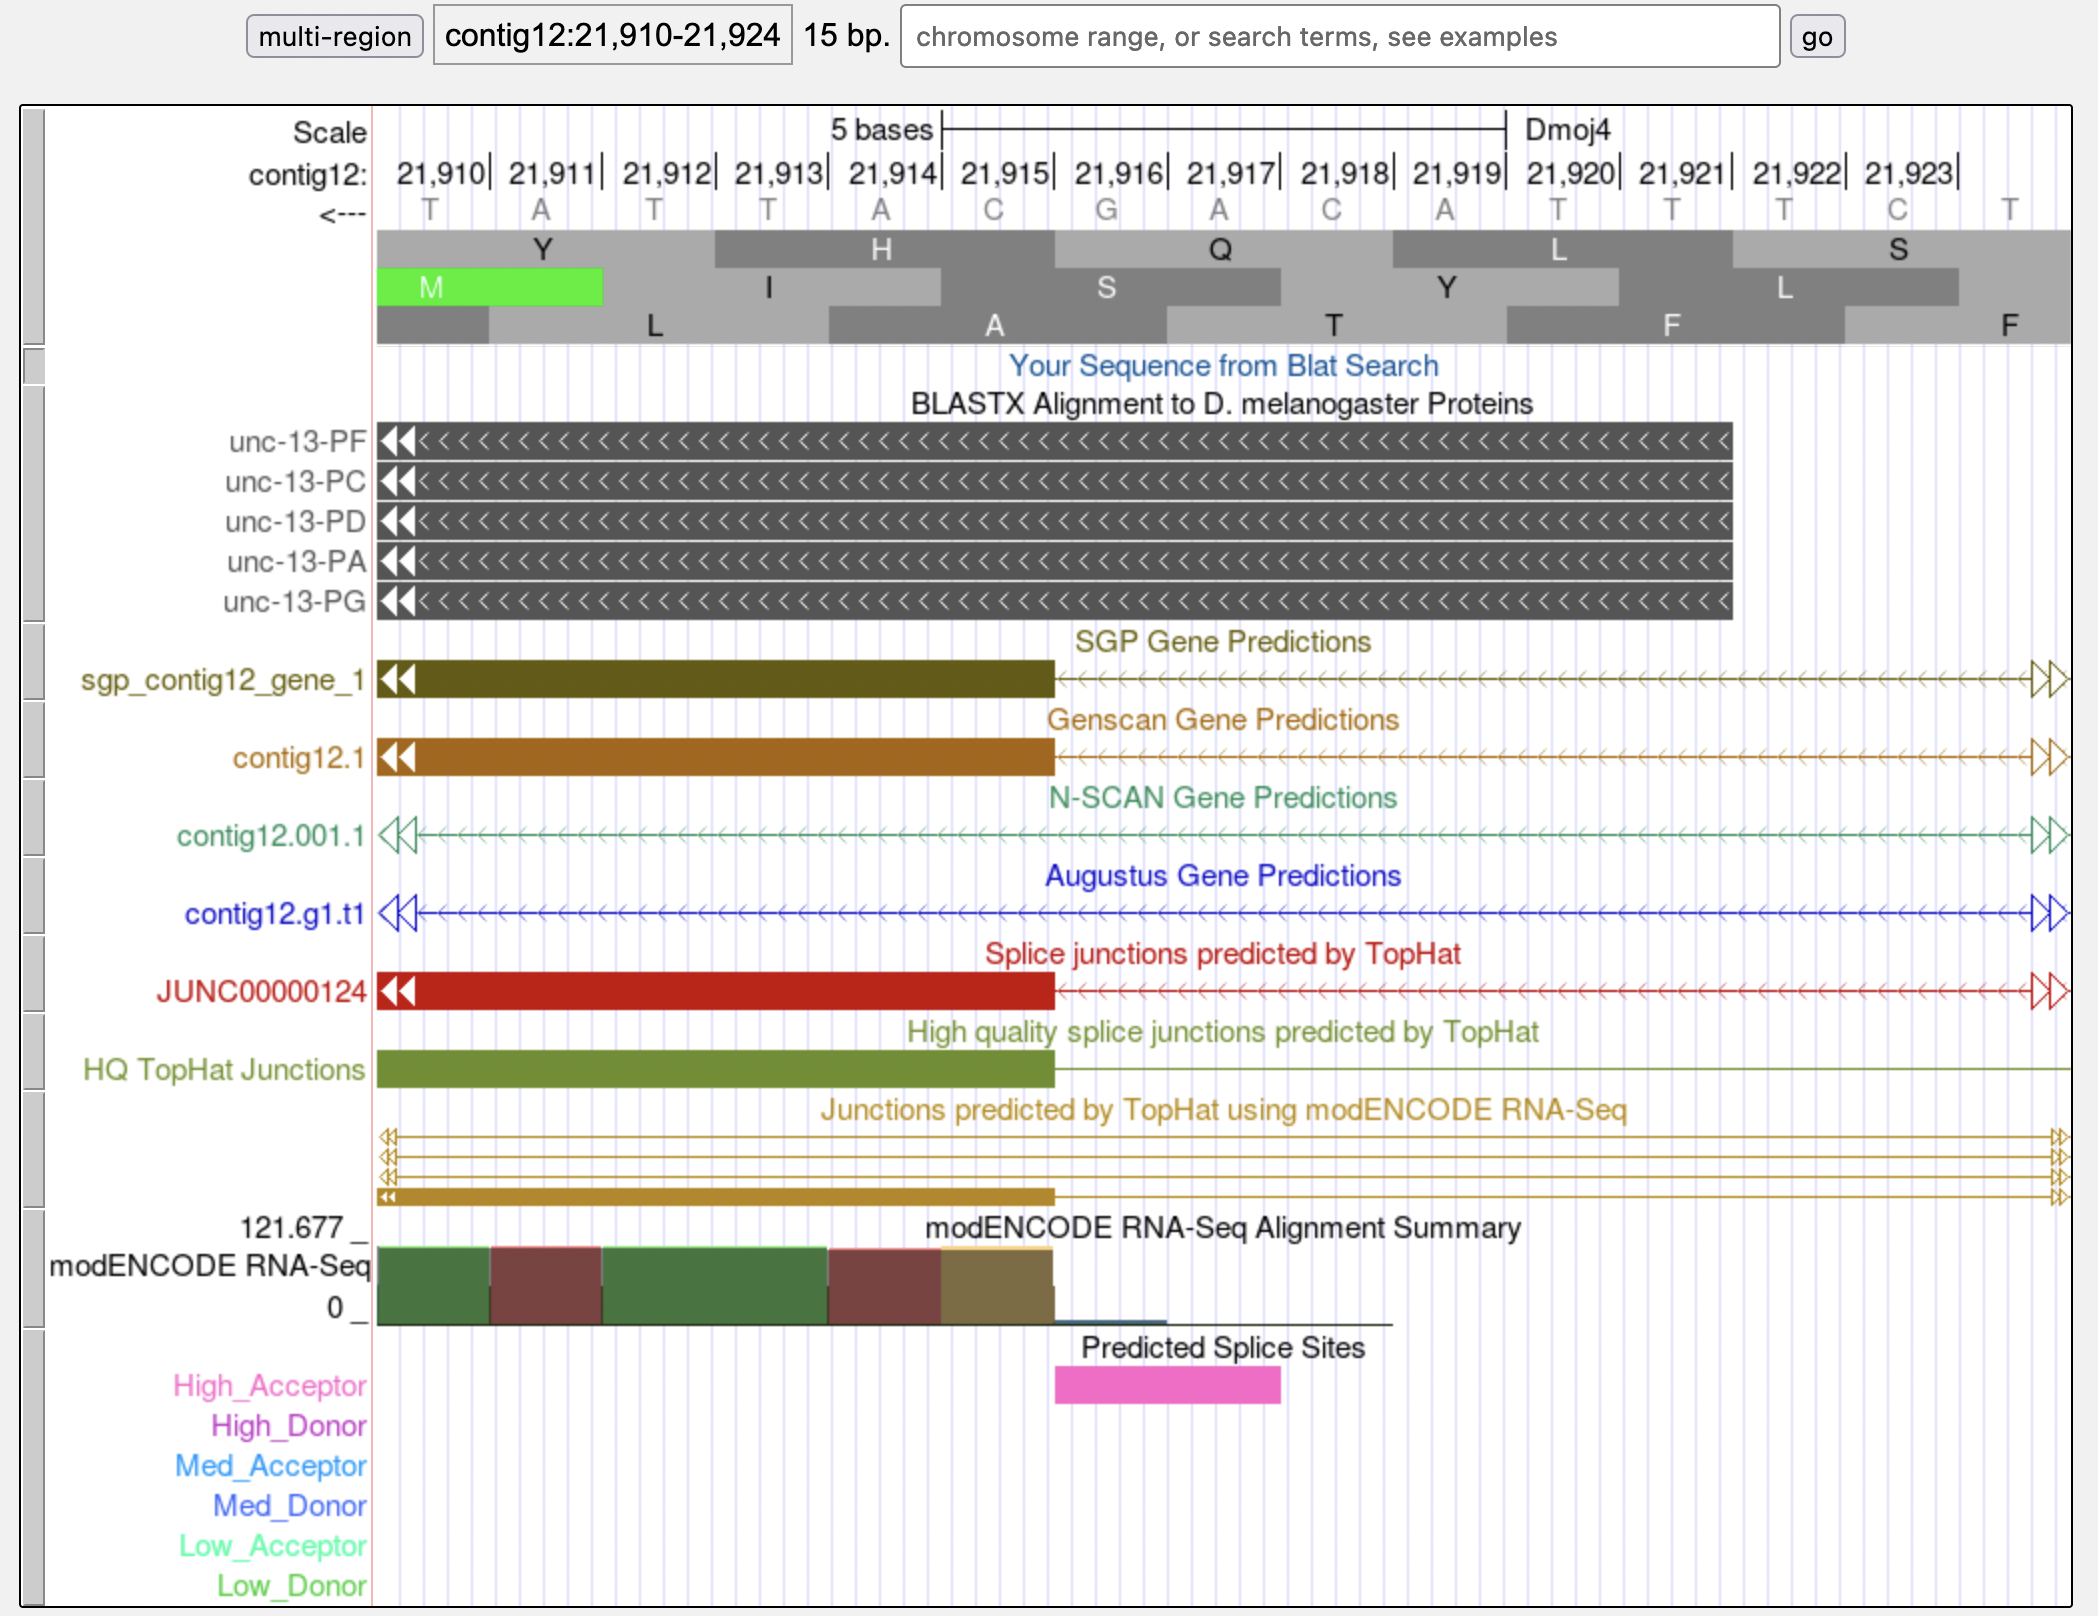 multi-region contig12:21,910-21,924 15 bp. chromosome range, or search terms, see examples go
Scale 5 bases Dmoj4
contig12: 21,910 21,911 21,912 21,913 21,914 21,915 21,916 21,917 21,918 21,919 21,920 21,921 21,922 21,923
<--- T A T T A C G A C A T T T C T
Y H Q L S
M I S Y L
L A T F F
Your Sequence from Blat Search
BLASTX Alignment to D. melanogaster Proteins
unc-13-PF
unc-13-PC
unc-13-PD
unc-13-PA
unc-13-PG
SGP Gene Predictions
sgp_contig12_gene_1
Genscan Gene Predictions
contig12.1
N-SCAN Gene Predictions
contig12.001.1
Augustus Gene Predictions
contig12.g1.t1
Splice junctions predicted by TopHat
JUNC00000124
High quality splice junctions predicted by TopHat
HQ TopHat Junctions
Junctions predicted by TopHat using modENCODE RNA-Seq
121.677 _ modENCODE RNA-Seq Alignment Summary
modENCODE RNA-Seq
0 _
Predicted Splice Sites
High_Acceptor
High_Donor
Med_Acceptor
Med_Donor
Low_Acceptor
Low_Donor